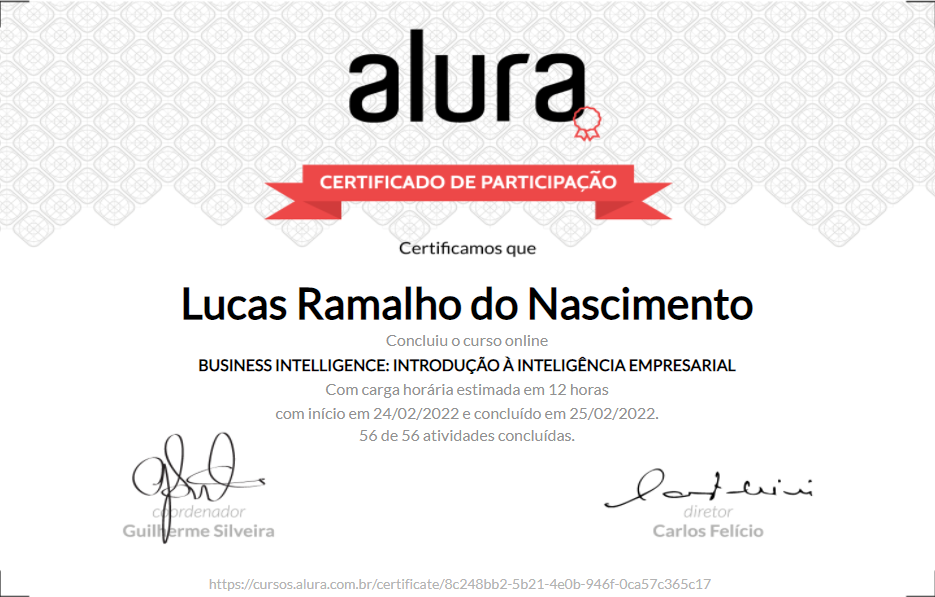 alura
CERTIFICADO DE PARTICIPAÇÃO
Certificamos que
Lucas Ramalho do Nascimento
Concluiu o curso online
BUSINESS INTELLIGENCE: INTRODUÇÃO À INTELIGÊNCIA EMPRESARIAL
Com carga horária estimada em 12 horas
com início em 24/02/2022 e concluído em 25/02/2022.
56 de 56 atividades concluídas.
coordenador
Guilherme Silveira
diretor
Carlos Felício
https://cursos.alura.com.br/certificate/8c248bb2-5b21-4e0b-946f-0ca57c365c17